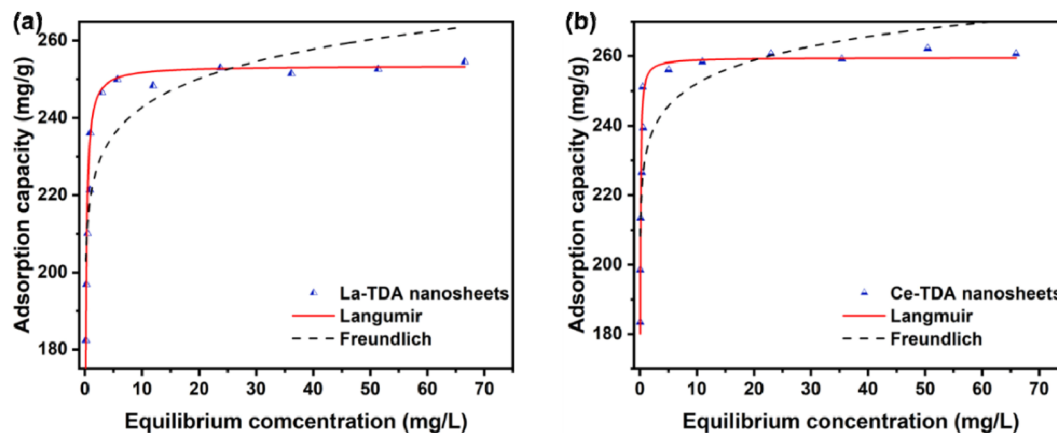 (a)
260
240
220
200
180
Adsorption capacity (mg/g)
La-TDA nanosheets
Langumir
Freundlich
0 10 20 30 40 50 60 70
Equilibrium comcentration (mg/L)
(b)
280
260
240
220
200
180
Adsorption capacity (mg/g)
Ce-TDA nanosheets
Langmuir
Freundlich
0 10 20 30 40 50 60 70
Equilibrium concentration (mg/L)